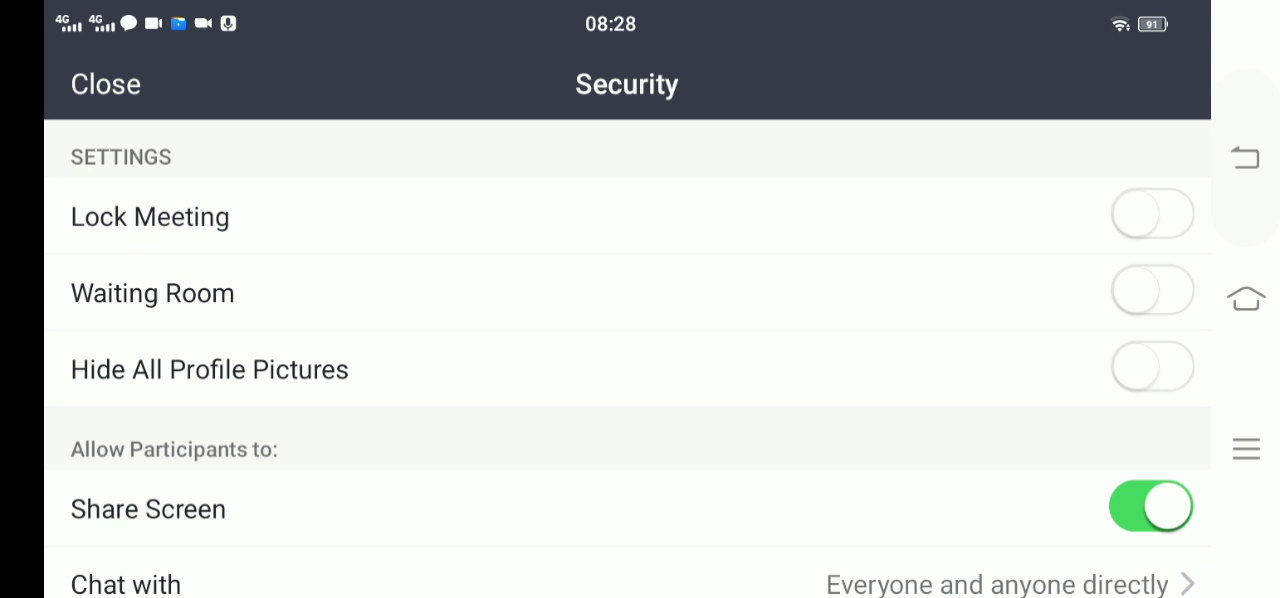 4G 4G 08:28 91
Close Security
SETTINGS
Lock Meeting
Waiting Room
Hide All Profile Pictures
Allow Participants to:
Share Screen
Chat with Everyone and anyone directly